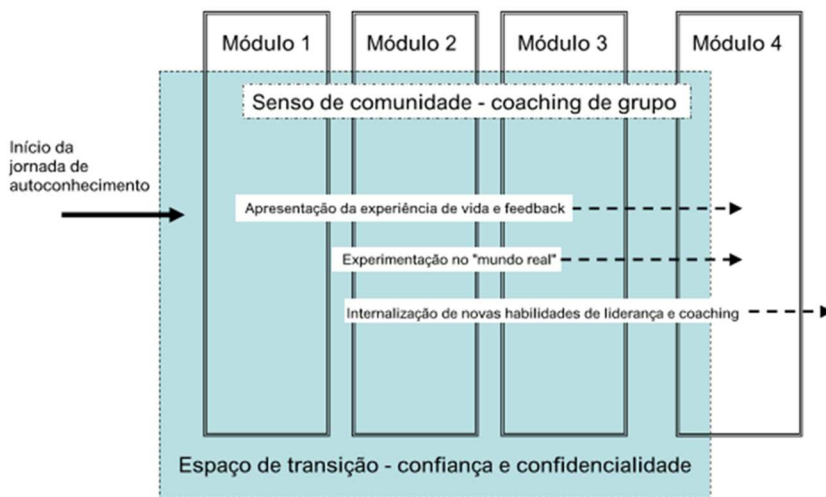 Módulo 1
Módulo 2
Módulo 3
Módulo 4
Senso de comunidade - coaching de grupo
Início da
jornada de
autoconhecimento
Apresentação da experiência de vida e feedback
Experimentação no "mundo real"
Internalização de novas habilidades de liderança e coaching
Espaço de transição - confiança e confidencialidade